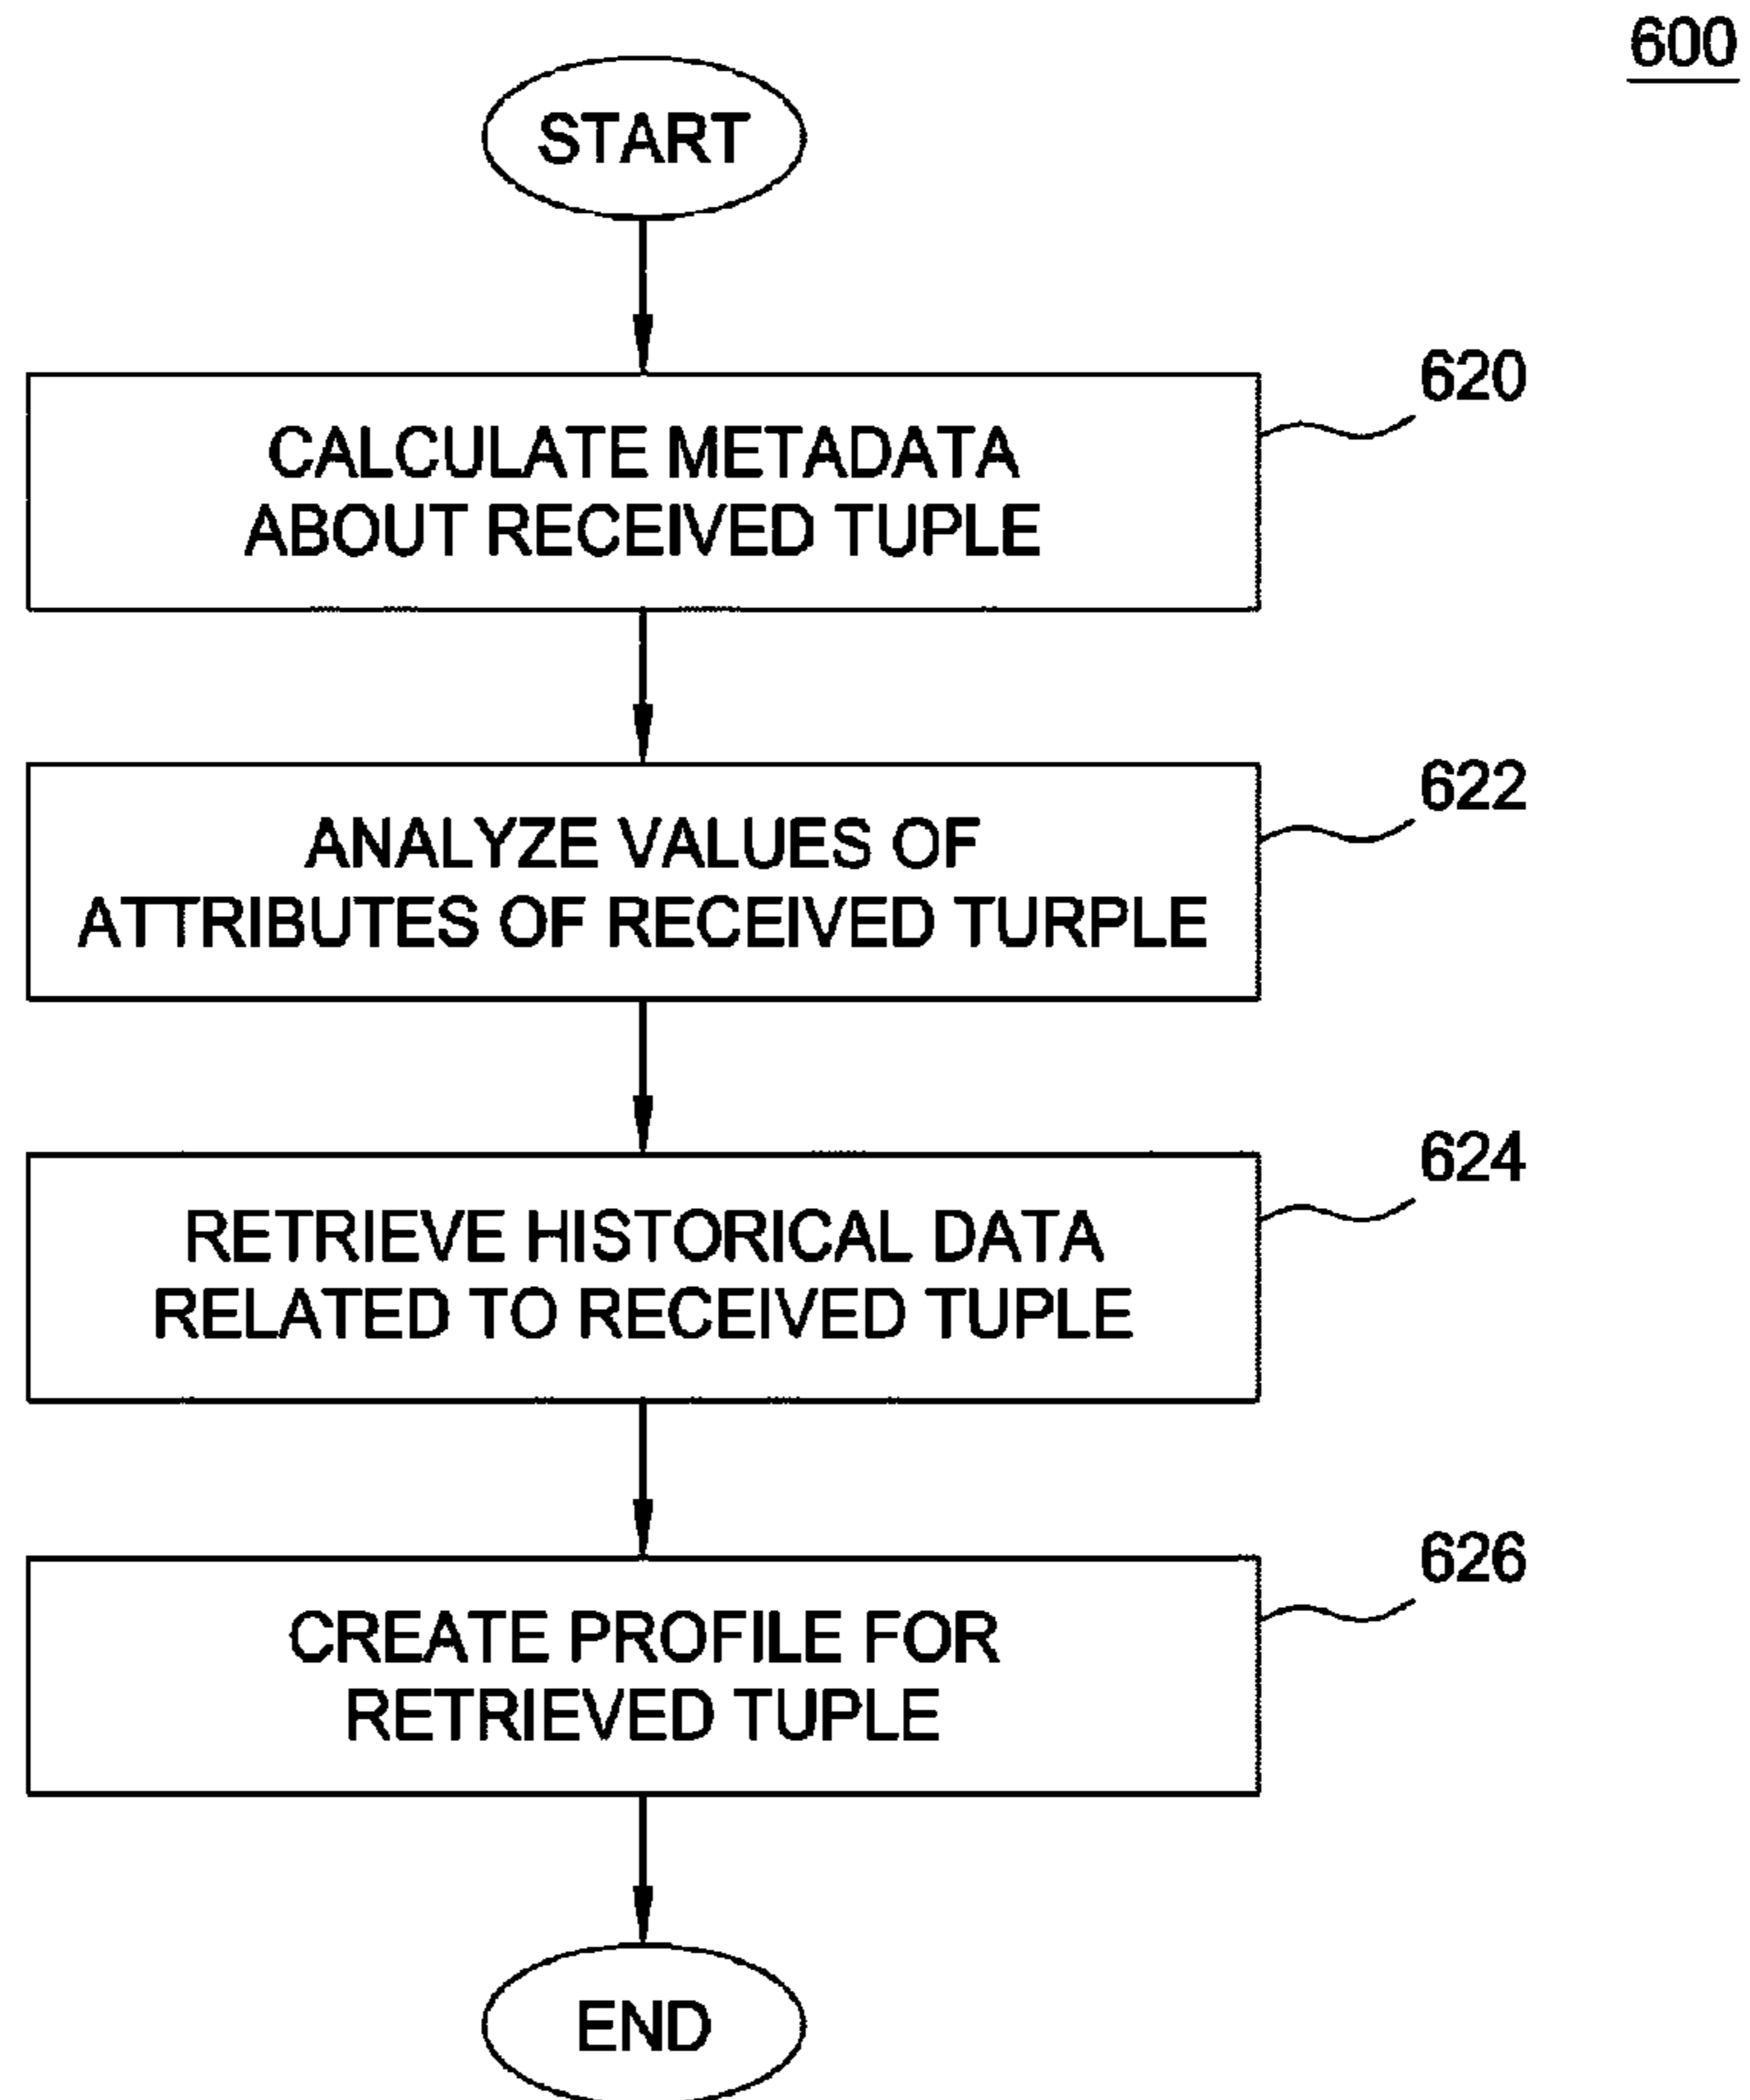 600
START
620
CALCULATE METADATA
ABOUT RECEIVED TUPLE
622
ANALYZE VALUES OF
ATTRIBUTES OF RECEIVED TURPLE
624
RETRIEVE HISTORICAL DATA
RELATED TO RECEIVED TUPLE
626
CREATE PROFILE FOR
RETRIEVED TUPLE
END